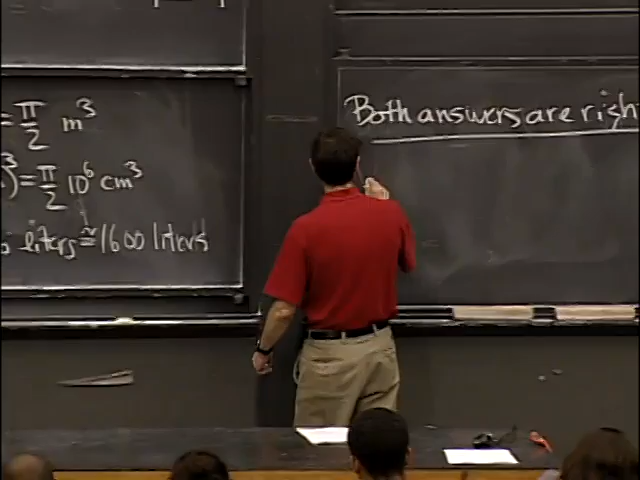 = π/2 m³
³) = π/2 10⁶ cm³
liters ≅ 1600 liters
Both answers are righ